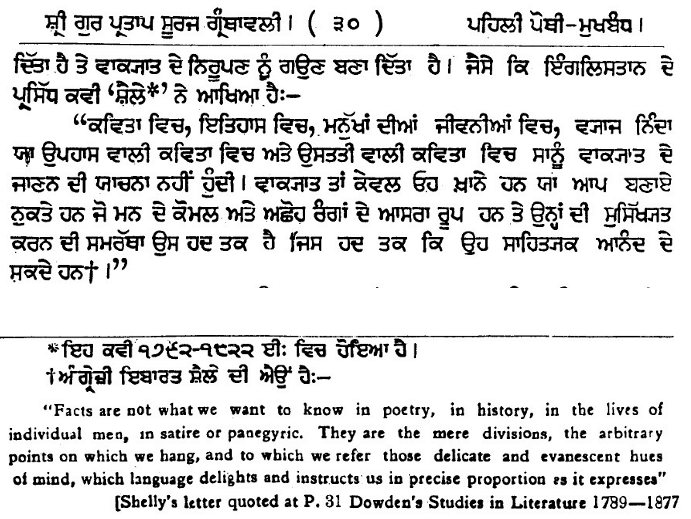 ਸ਼੍ਰੀ ਗੁਰ ਪ੍ਰਤਾਪ ਸੂਰਜ ਗ੍ਰੰਥਾਵਲੀ। ( ੩੦ ) ਪਹਿਲੀ ਪੋਥੀ-ਮੁਖਬੰਧ।
ਦਿੱਤਾ ਹੈ ਤੇ ਵਾਕ੍ਯਾਤ ਦੇ ਨਿਰੂਪਣ ਨੂੰ ਗਉਣ ਬਣਾ ਦਿੱਤਾ ਹੈ। ਜੈਸੇ ਕਿ ਇੰਗਲਿਸਤਾਨ ਦੇ
ਪ੍ਰਸਿੱਧ ਕਵੀ ‘ਸ਼ੈਲੇ*’ ਨੇ ਆਖਿਆ ਹੈ:-
“ਕਵਿਤਾ ਵਿਚ, ਇਤਿਹਾਸ ਵਿਚ, ਮਨੁੱਖਾਂ ਦੀਆਂ ਜੀਵਨੀਆਂ ਵਿਚ, ਵ੍ਯਾਜ ਨਿੰਦਾ
ਯਾ ਉਪਹਾਸ ਵਾਲੀ ਕਵਿਤਾ ਵਿਚ ਅਤੇ ਉਸਤਤੀ ਵਾਲੀ ਕਵਿਤਾ ਵਿਚ ਸਾਨੂੰ ਵਾਕ੍ਯਾਤ ਦੇ
ਜਾਣਨ ਦੀ ਯਾਚਨਾ ਨਹੀਂ ਹੁੰਦੀ। ਵਾਕ੍ਯਾਤ ਤਾਂ ਕੇਵਲ ਓਹ ਖ਼ਾਨੇ ਹਨ ਯਾ ਆਪ ਬਣਾਏ
ਨੁਕਤੇ ਹਨ ਜੋ ਮਨ ਦੇ ਕੋਮਲ ਅਤੇ ਅਛੋਹ ਰੰਗਾਂ ਦੇ ਆਸਰਾ ਰੂਪ ਹਨ ਤੇ ਉਨ੍ਹਾਂ ਦੀ ਸੁਸਿੱਖ੍ਯਤ
ਕਰਨ ਦੀ ਸਮਰੱਥਾ ਉਸ ਹਦ ਤਕ ਹੈ ਜਿਸ ਹਦ ਤਕ ਕਿ ਉਹ ਸਾਹਿਤ੍ਯਕ ਆਨੰਦ ਦੇ
ਸਕਦੇ ਹਨ†।”
*ਇਹ ਕਵੀ ੧੭੯੨-੧੮੨੨ ਈ: ਵਿਚ ਹੋਇਆ ਹੈ।
†ਅੰਗ੍ਰੇਜ਼ੀ ਇਬਾਰਤ ਸ਼ੈਲੇ ਦੀ ਐਉਂ ਹੈ:-
“Facts are not what we want to know in poetry, in history, in the lives of
individual men, in satire or panegyric. They are the mere divisions, the arbitrary
points on which we hang, and to which we refer those delicate and evanescent hues
of mind, which language delights and instructs us in precise proportion as it expresses”
[Shelly's letter quoted at P. 31 Dowden's Studies in Literature 1789—1877